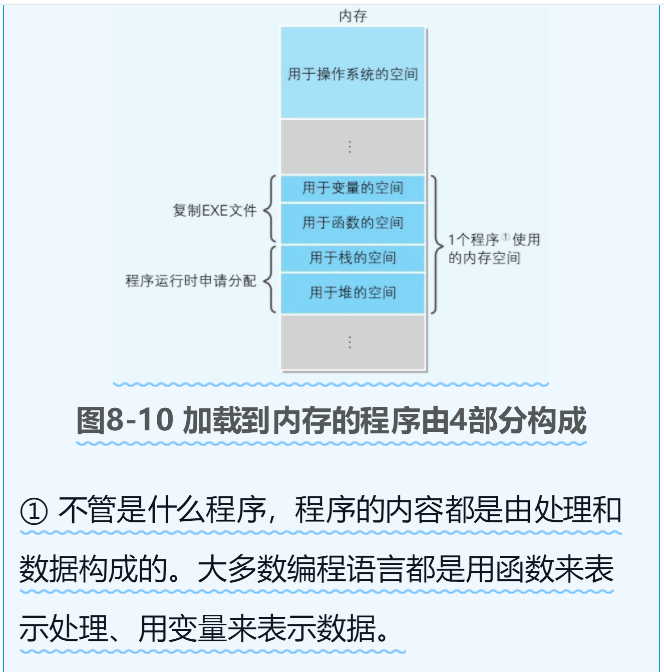 内存
用于操作系统的空间
⋮
用于变量的空间
复制EXE文件
用于函数的空间
1个程序①使用
的内存空间
用于栈的空间
程序运行时申请分配
用于堆的空间
⋮
图8-10 加载到内存的程序由4部分构成
① 不管是什么程序，程序的内容都是由处理和
数据构成的。大多数编程语言都是用函数来表
示处理、用变量来表示数据。